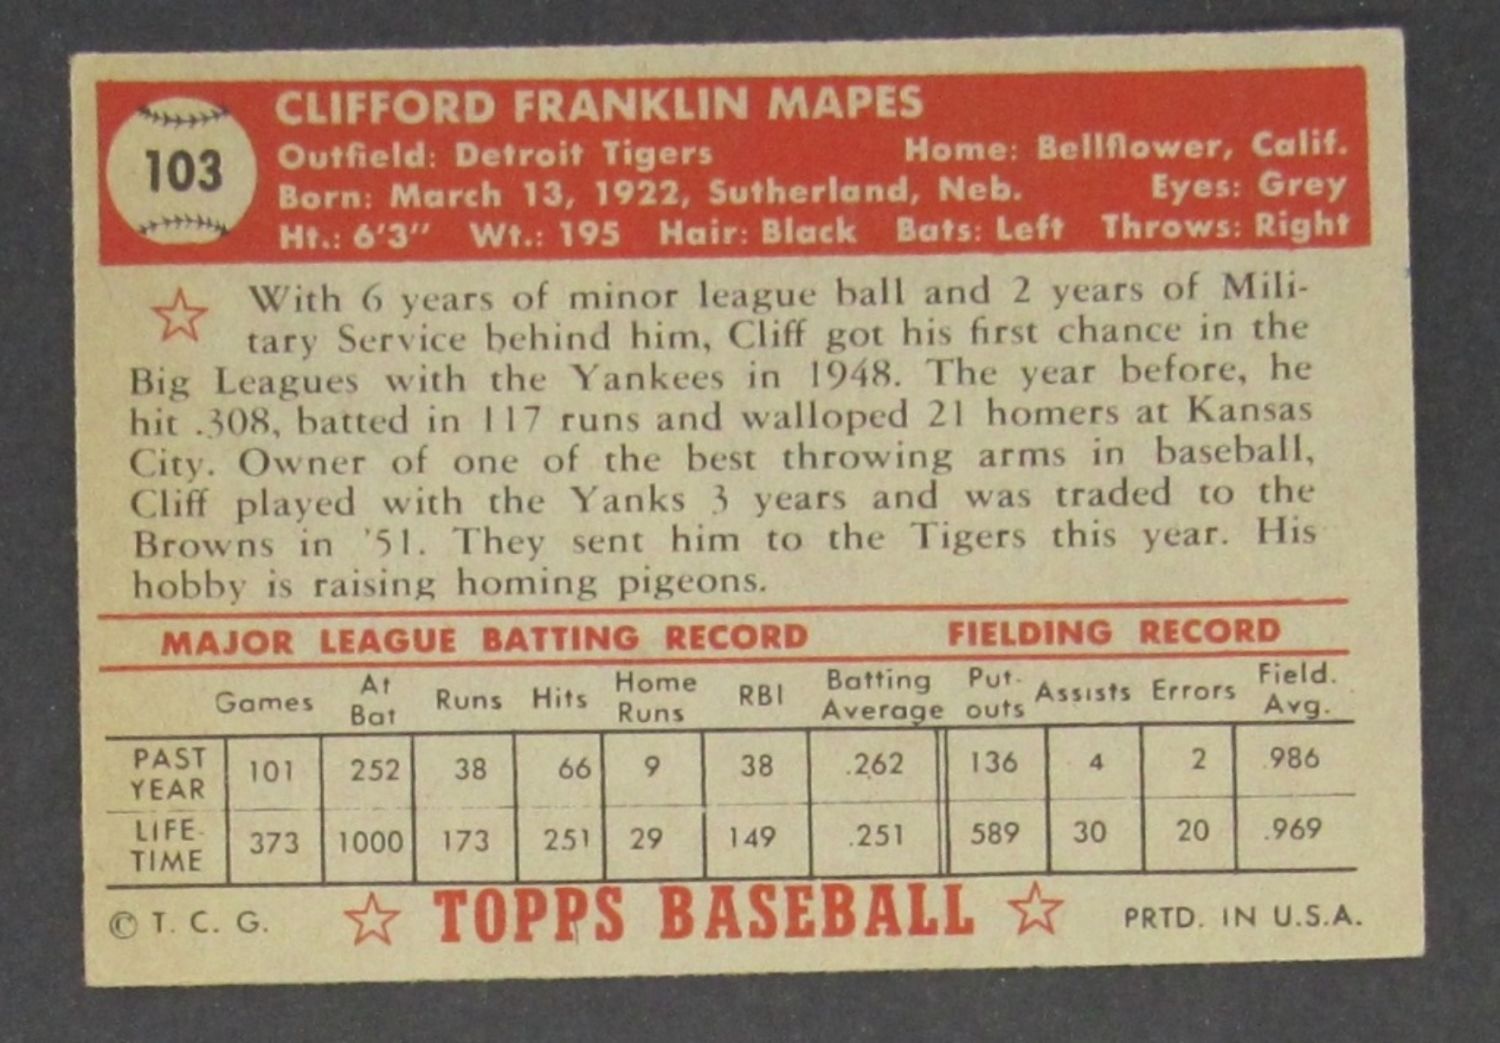 103
CLIFFORD FRANKLIN MAPES
Outfield: Detroit Tigers Home: Bellflower, Calif.
Born: March 13, 1922, Sutherland, Neb. Eyes: Grey
Ht.: 6'3" Wt.: 195 Hair: Black Bats: Left Throws: Right
With 6 years of minor league ball and 2 years of Mili-
tary Service behind him, Cliff got his first chance in the
Big Leagues with the Yankees in 1948. The year before, he
hit .308, batted in 117 runs and walloped 21 homers at Kansas
City. Owner of one of the best throwing arms in baseball,
Cliff played with the Yanks 3 years and was traded to the
Browns in '51. They sent him to the Tigers this year. His
hobby is raising homing pigeons.
MAJOR LEAGUE BATTING RECORD FIELDING RECORD
Games At Bat Runs Hits Home Runs RBI Batting Average Put-outs Assists Errors Field. Avg.
PAST YEAR 101 252 38 66 9 38 .262 136 4 2 .986
LIFE-TIME 373 1000 173 251 29 149 .251 589 30 20 .969
© T. C. G. TOPPS BASEBALL PRTD. IN U.S.A.